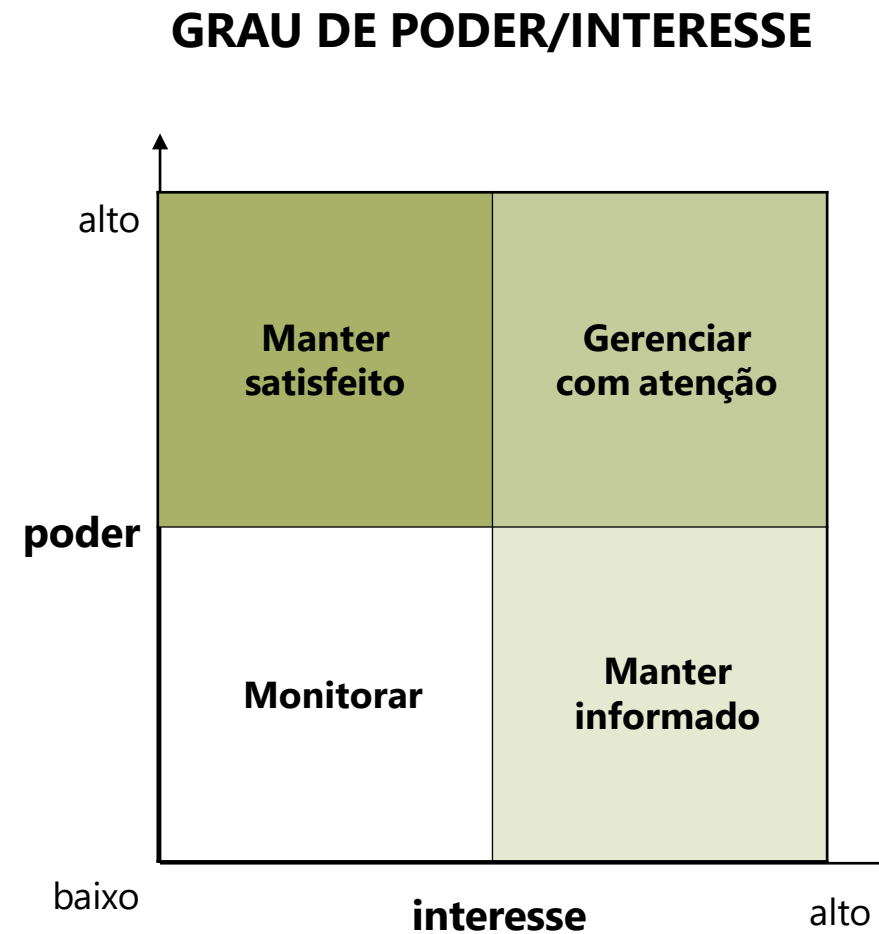 GRAU DE PODER/INTERESSE
alto
Manter
satisfeito
Gerenciar
com atenção
poder
Monitorar
Manter
informado
baixo
interesse
alto